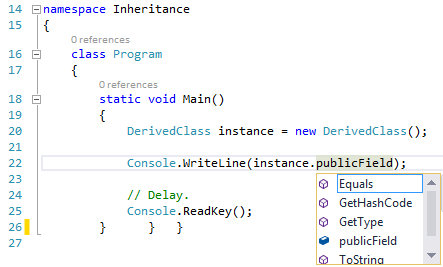 14 namespace Inheritance
15 {
0 references
16 class Program
17 {
0 references
18 static void Main()
19 {
20 DerivedClass instance = new DerivedClass();
21
22 Console.WriteLine(instance.publicField);
23
Equals
24 // Delay.
GetHashCode
25 Console.ReadKey();
GetType
26 } } }
publicField
27
ToString